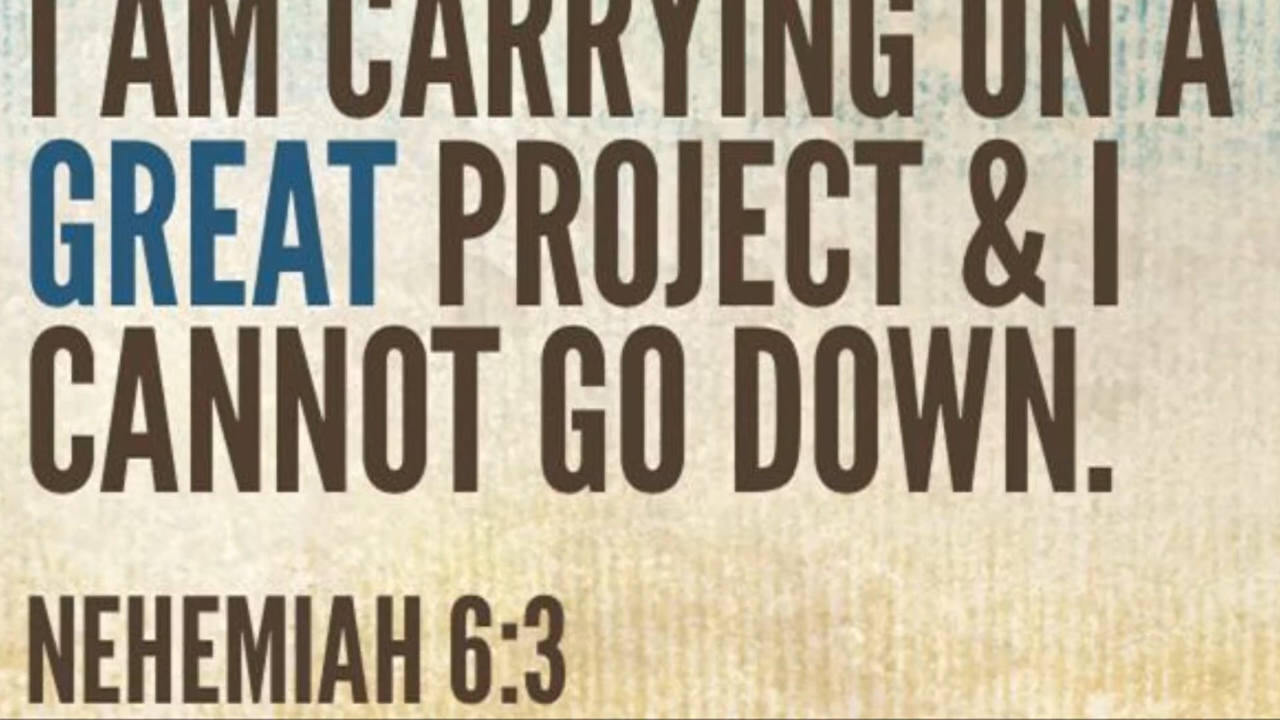 I AM CARRYING ON A
GREAT PROJECT & I
CANNOT GO DOWN.
NEHEMIAH 6:3